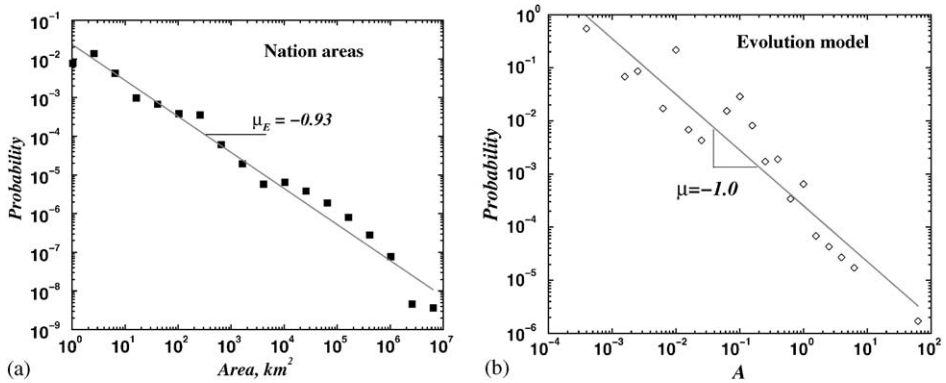 10⁻¹
10⁻²
10⁻³
10⁻⁴
10⁻⁵
10⁻⁶
10⁻⁷
10⁻⁸
10⁻⁹
Probability
Nation areas
μ_E = −0.93
10⁰ 10¹ 10² 10³ 10⁴ 10⁵ 10⁶ 10⁷
(a)
Area, km²
10⁰
10⁻¹
10⁻²
10⁻³
10⁻⁴
10⁻⁵
10⁻⁶
Probability
Evolution model
μ=−1.0
10⁻⁴ 10⁻³ 10⁻² 10⁻¹ 10⁰ 10¹ 10²
(b)
A